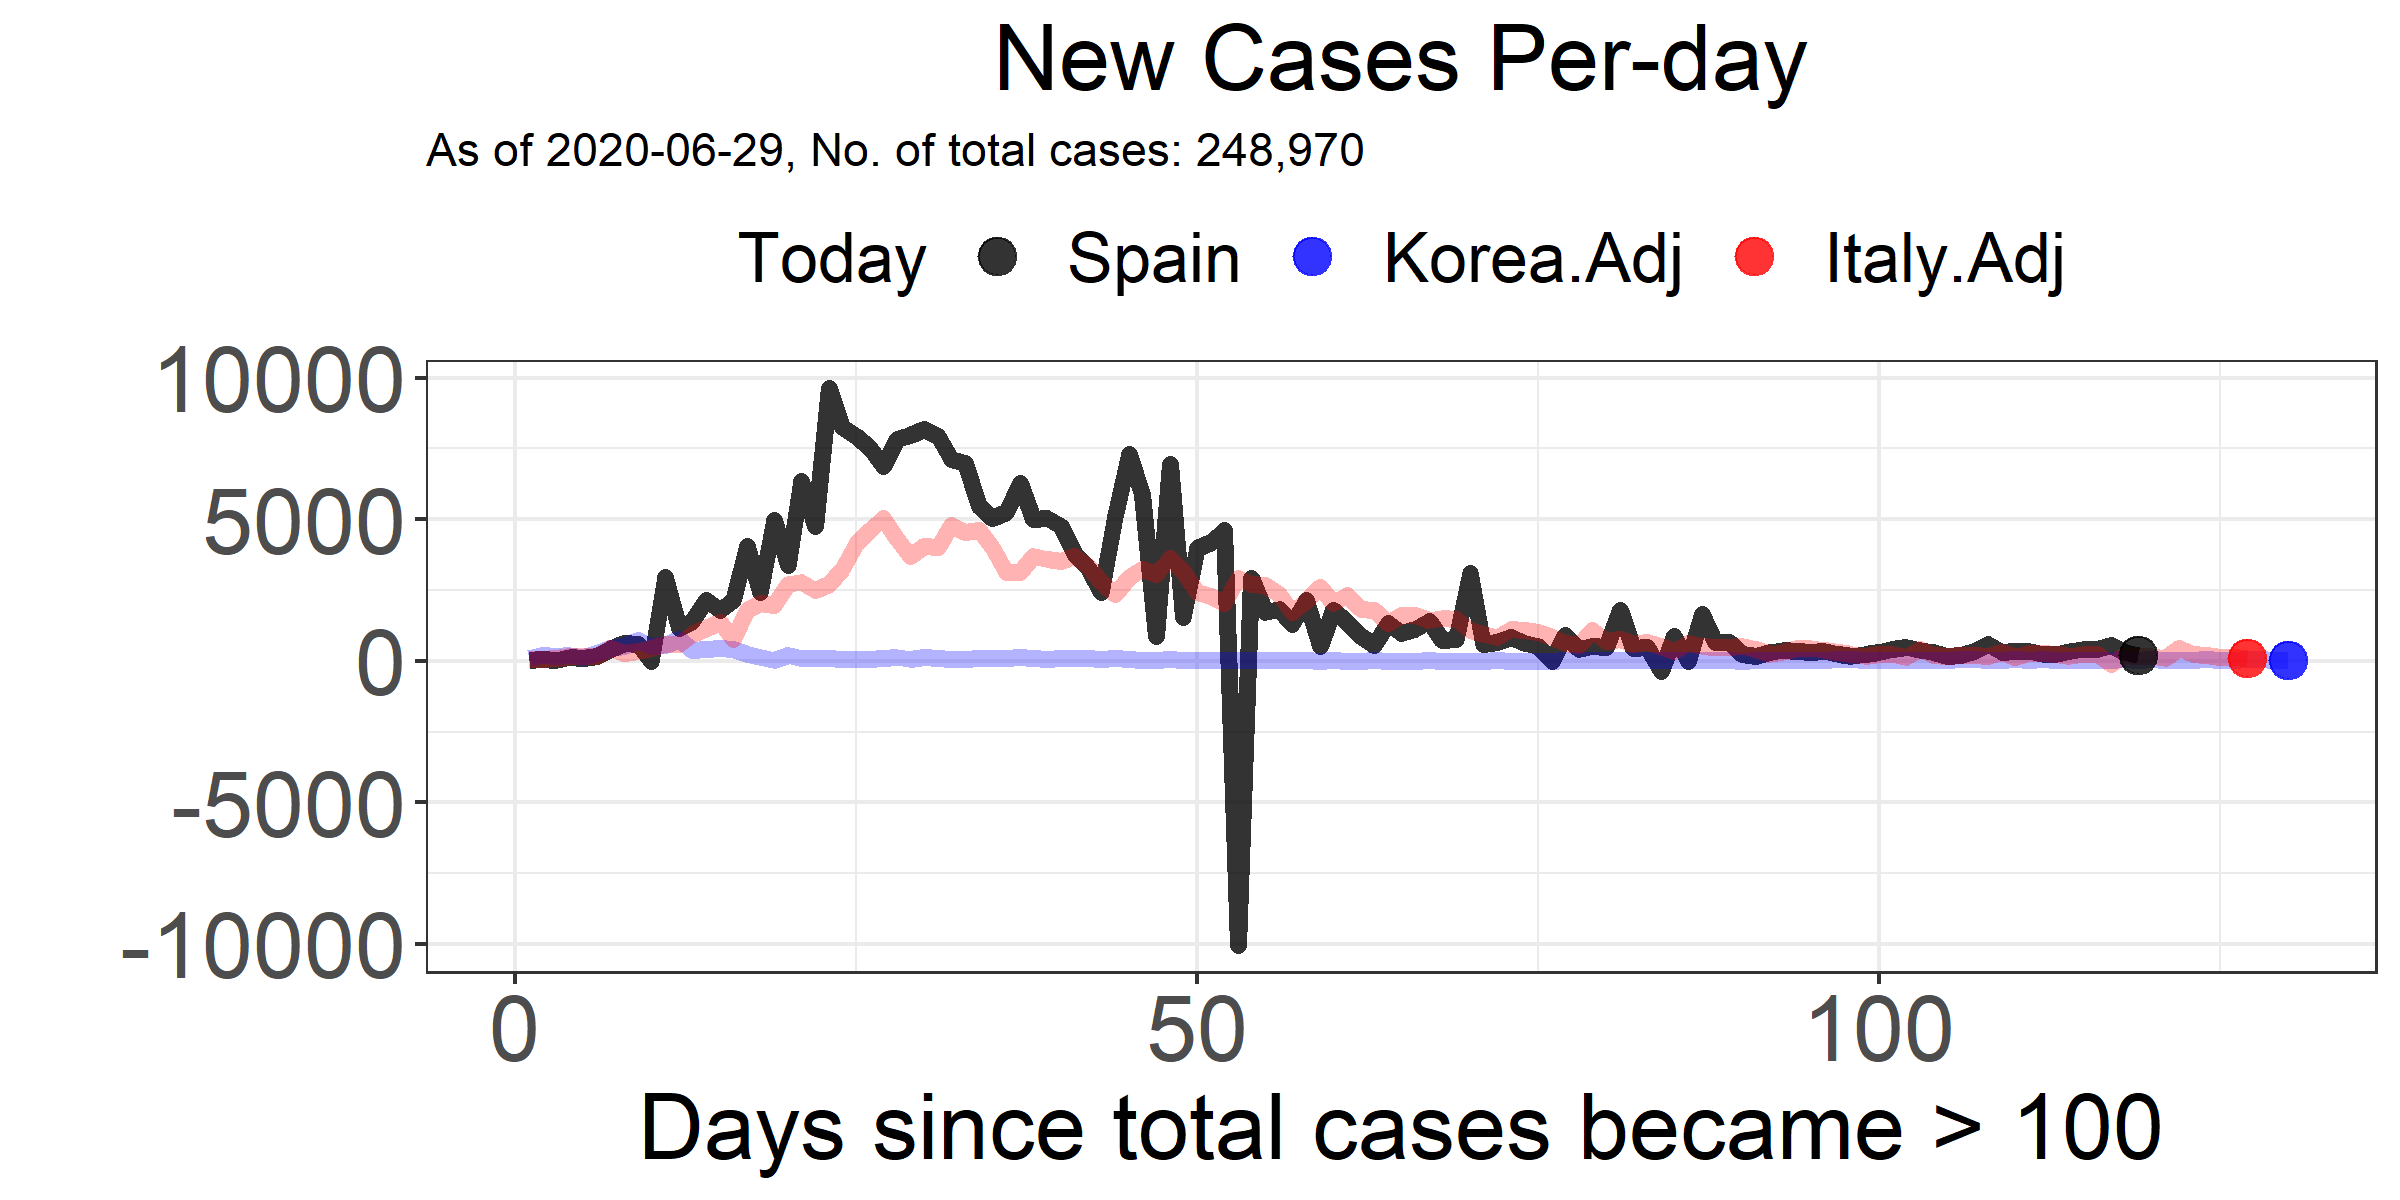 New Cases Per-day
As of 2020-06-29, No. of total cases: 248,970
Today Spain Korea.Adj Italy.Adj
10000
5000
0
-5000
-10000
0 50 100
Days since total cases became > 100